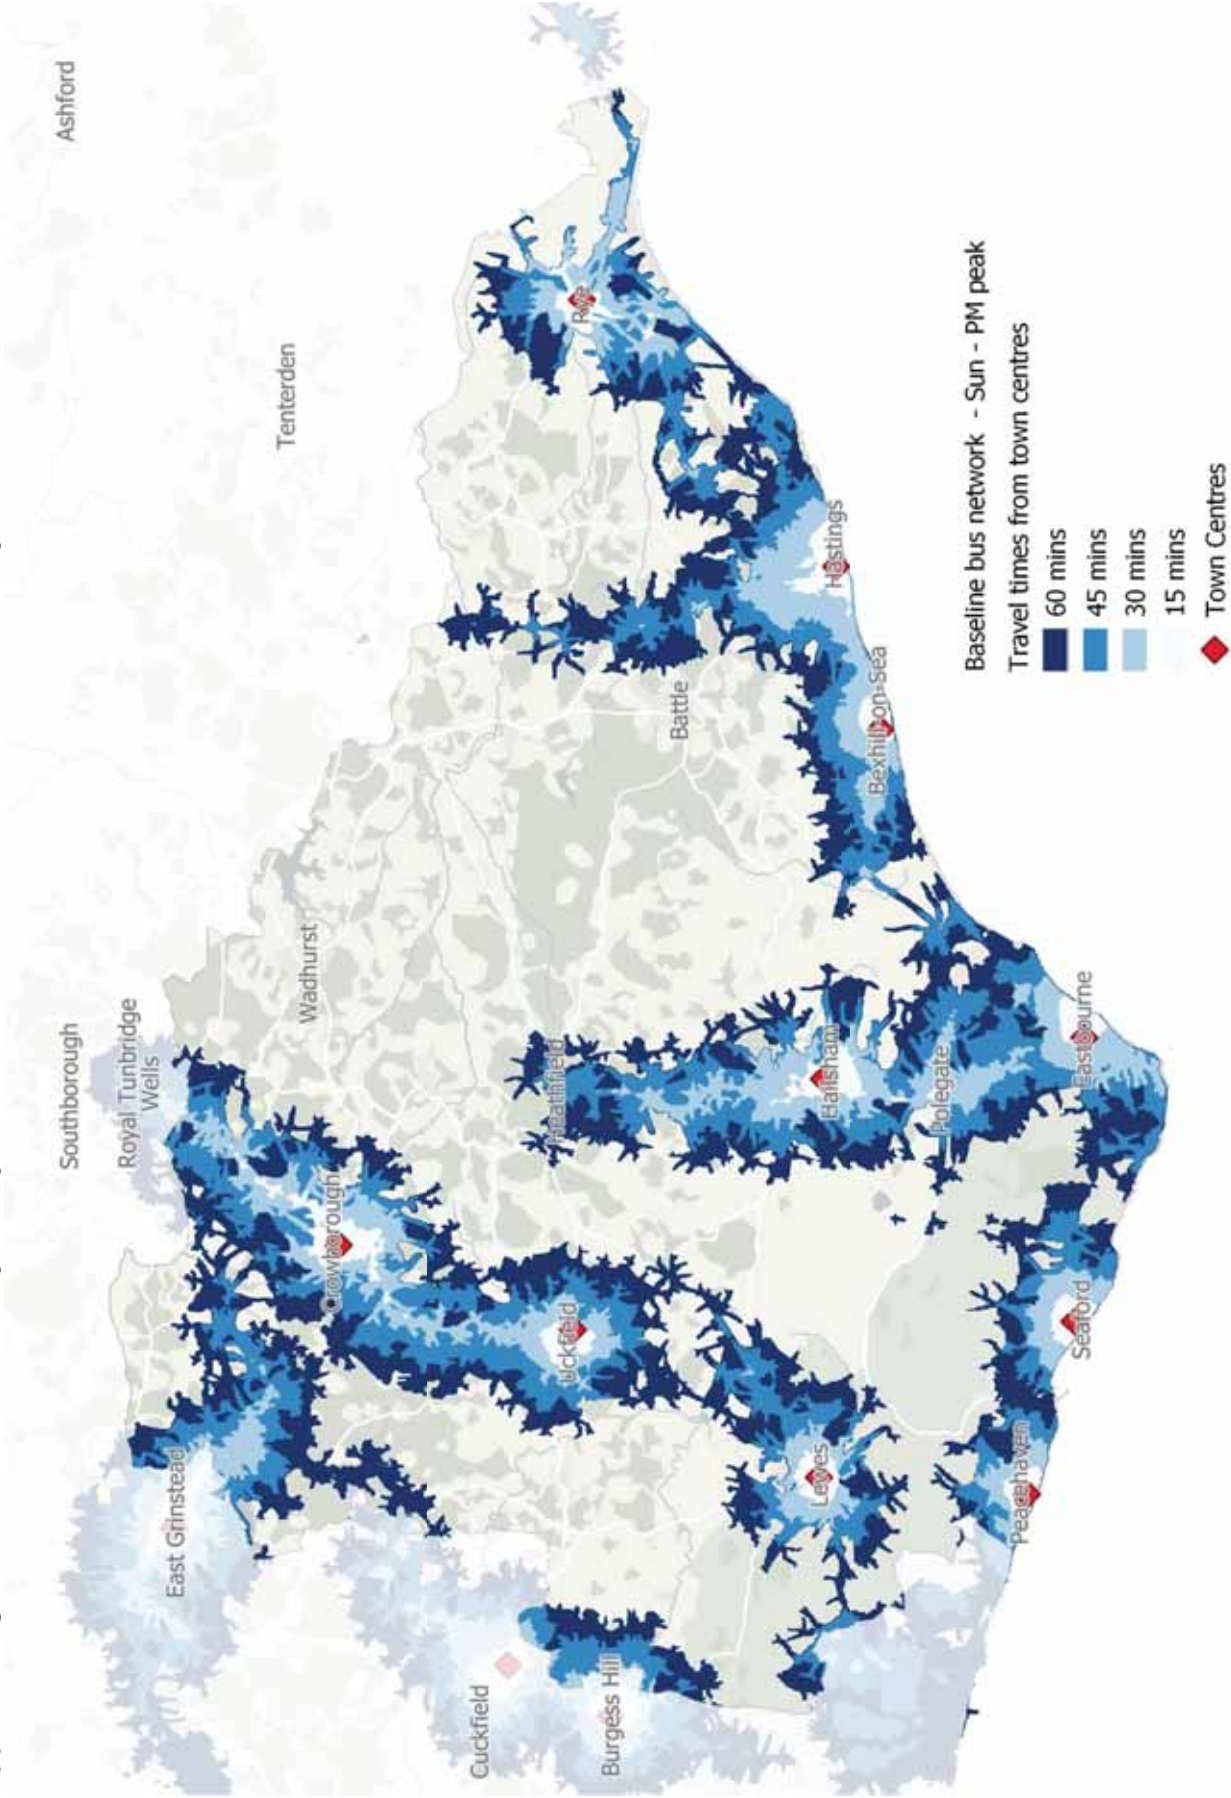 Ashford
Tenterden
Southborough
Royal Tunbridge
Wells
Wadhurst
Rye
East Grinstead
Crowborough
Heathfield
Battle
Hastings
Uckfield
Hailsham
Bexhill-on-Sea
Cuckfield
Burgess Hill
Lewes
Polegate
Eastbourne
Peacehaven
Seaford
Baseline bus network - Sun - PM peak
Travel times from town centres
60 mins
45 mins
30 mins
15 mins
Town Centres